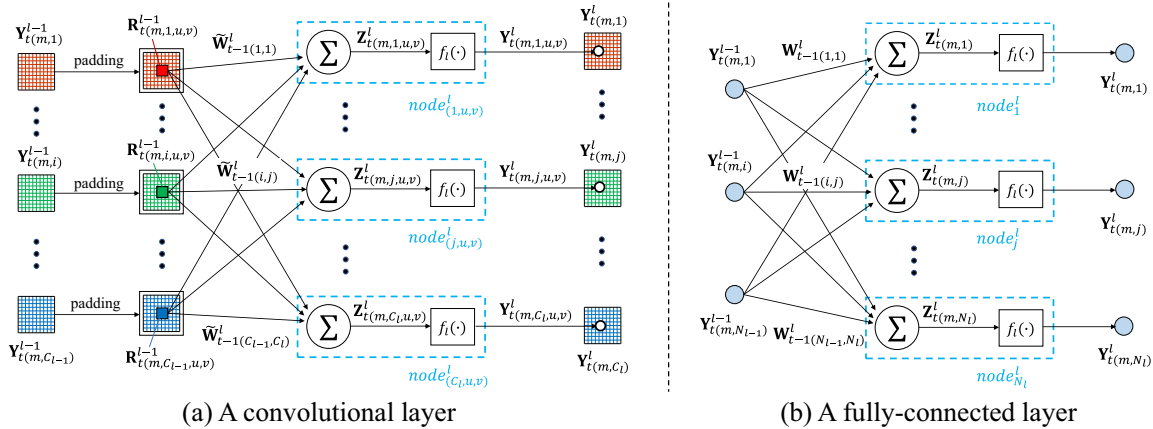 Y^{l-1}_{t(m,1)}
padding
R^{l-1}_{t(m,1,u,v)}
W̃^l_{t-1(1,1)}
∑
Z^l_{t(m,1,u,v)}
f_l(·)
Y^l_{t(m,1,u,v)}
Y^l_{t(m,1)}
node^l_{(1,u,v)}
Y^{l-1}_{t(m,i)}
padding
R^{l-1}_{t(m,i,u,v)}
W̃^l_{t-1(i,j)}
∑
Z^l_{t(m,j,u,v)}
f_l(·)
Y^l_{t(m,j,u,v)}
Y^l_{t(m,j)}
node^l_{(j,u,v)}
padding
Y^{l-1}_{t(m,C_{l-1})}
R^{l-1}_{t(m,C_{l-1},u,v)}
W̃^l_{t-1(C_{l-1},C_l)}
∑
Z^l_{t(m,C_l,u,v)}
f_l(·)
Y^l_{t(m,C_l,u,v)}
Y^l_{t(m,C_l)}
node^l_{(C_l,u,v)}
(a) A convolutional layer
Y^{l-1}_{t(m,1)}
W^l_{t-1(1,1)}
∑
Z^l_{t(m,1)}
f_l(·)
Y^l_{t(m,1)}
node^l_1
Y^{l-1}_{t(m,i)}
W^l_{t-1(i,j)}
∑
Z^l_{t(m,j)}
f_l(·)
Y^l_{t(m,j)}
node^l_j
Y^{l-1}_{t(m,N_{l-1})}
W^l_{t-1(N_{l-1},N_l)}
∑
Z^l_{t(m,N_l)}
f_l(·)
Y^l_{t(m,N_l)}
node^l_{N_l}
(b) A fully-connected layer